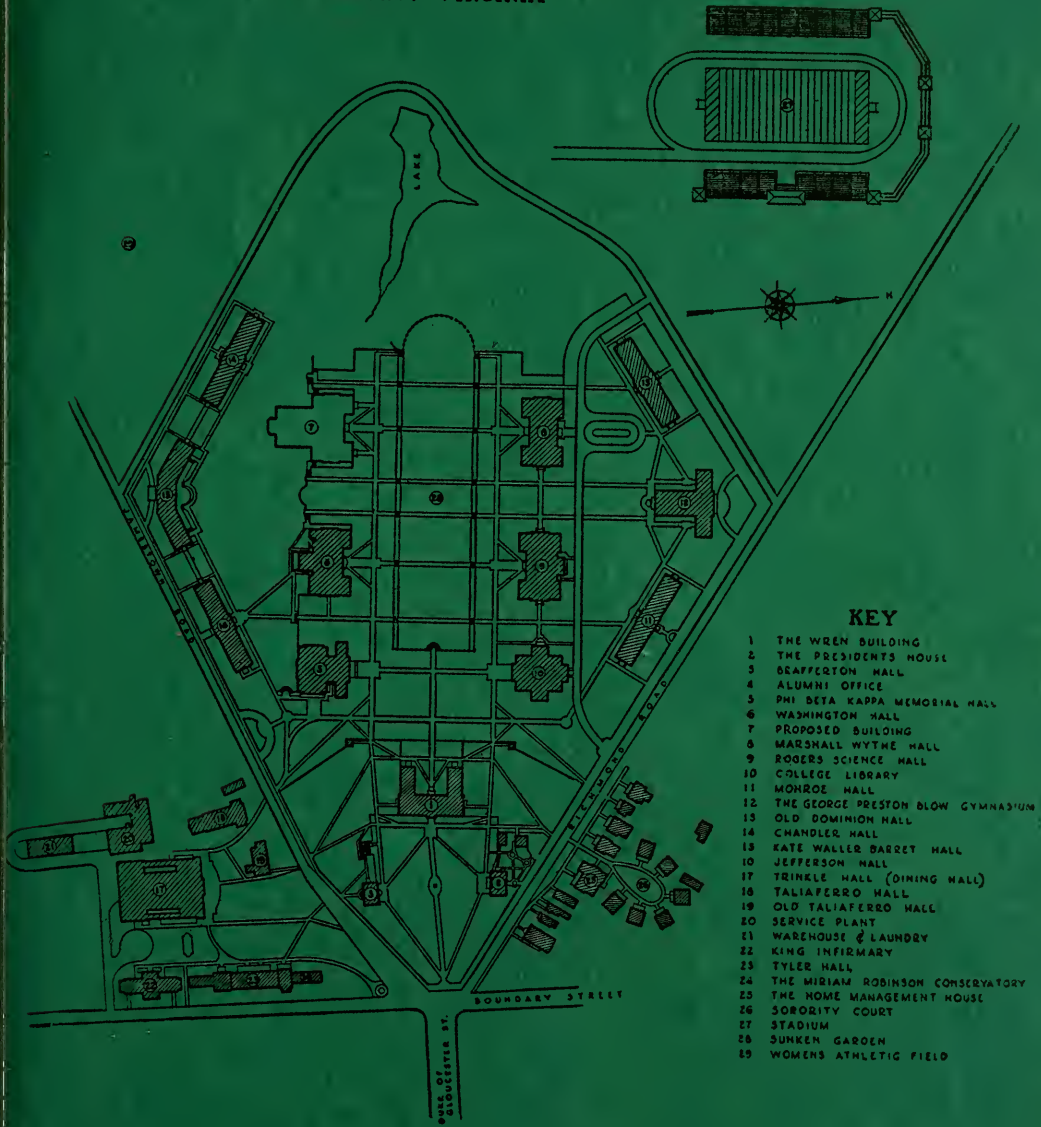 LAKE
N
JAMESTOWN ROAD
RICHMOND ROAD
BOUNDARY STREET
DUKE OF
GLOUCESTER ST.
KEY
1 THE WREN BUILDING
2 THE PRESIDENTS HOUSE
3 BRAFFERTON HALL
4 ALUMNI OFFICE
5 PHI BETA KAPPA MEMORIAL HALL
6 WASHINGTON HALL
7 PROPOSED BUILDING
8 MARSHALL WYTHE HALL
9 ROGERS SCIENCE HALL
10 COLLEGE LIBRARY
11 MONROE HALL
12 THE GEORGE PRESTON BLOW GYMNASIUM
13 OLD DOMINION HALL
14 CHANDLER HALL
15 KATE WALLER BARRET HALL
16 JEFFERSON HALL
17 TRINKLE HALL (DINING HALL)
18 TALIAFERRO HALL
19 OLD TALIAFERRO HALL
20 SERVICE PLANT
21 WAREHOUSE & LAUNDRY
22 KING INFIRMARY
23 TYLER HALL
24 THE MIRIAM ROBINSON CONSERVATORY
25 THE HOME MANAGEMENT HOUSE
26 SORORITY COURT
27 STADIUM
28 SUNKEN GARDEN
29 WOMENS ATHLETIC FIELD